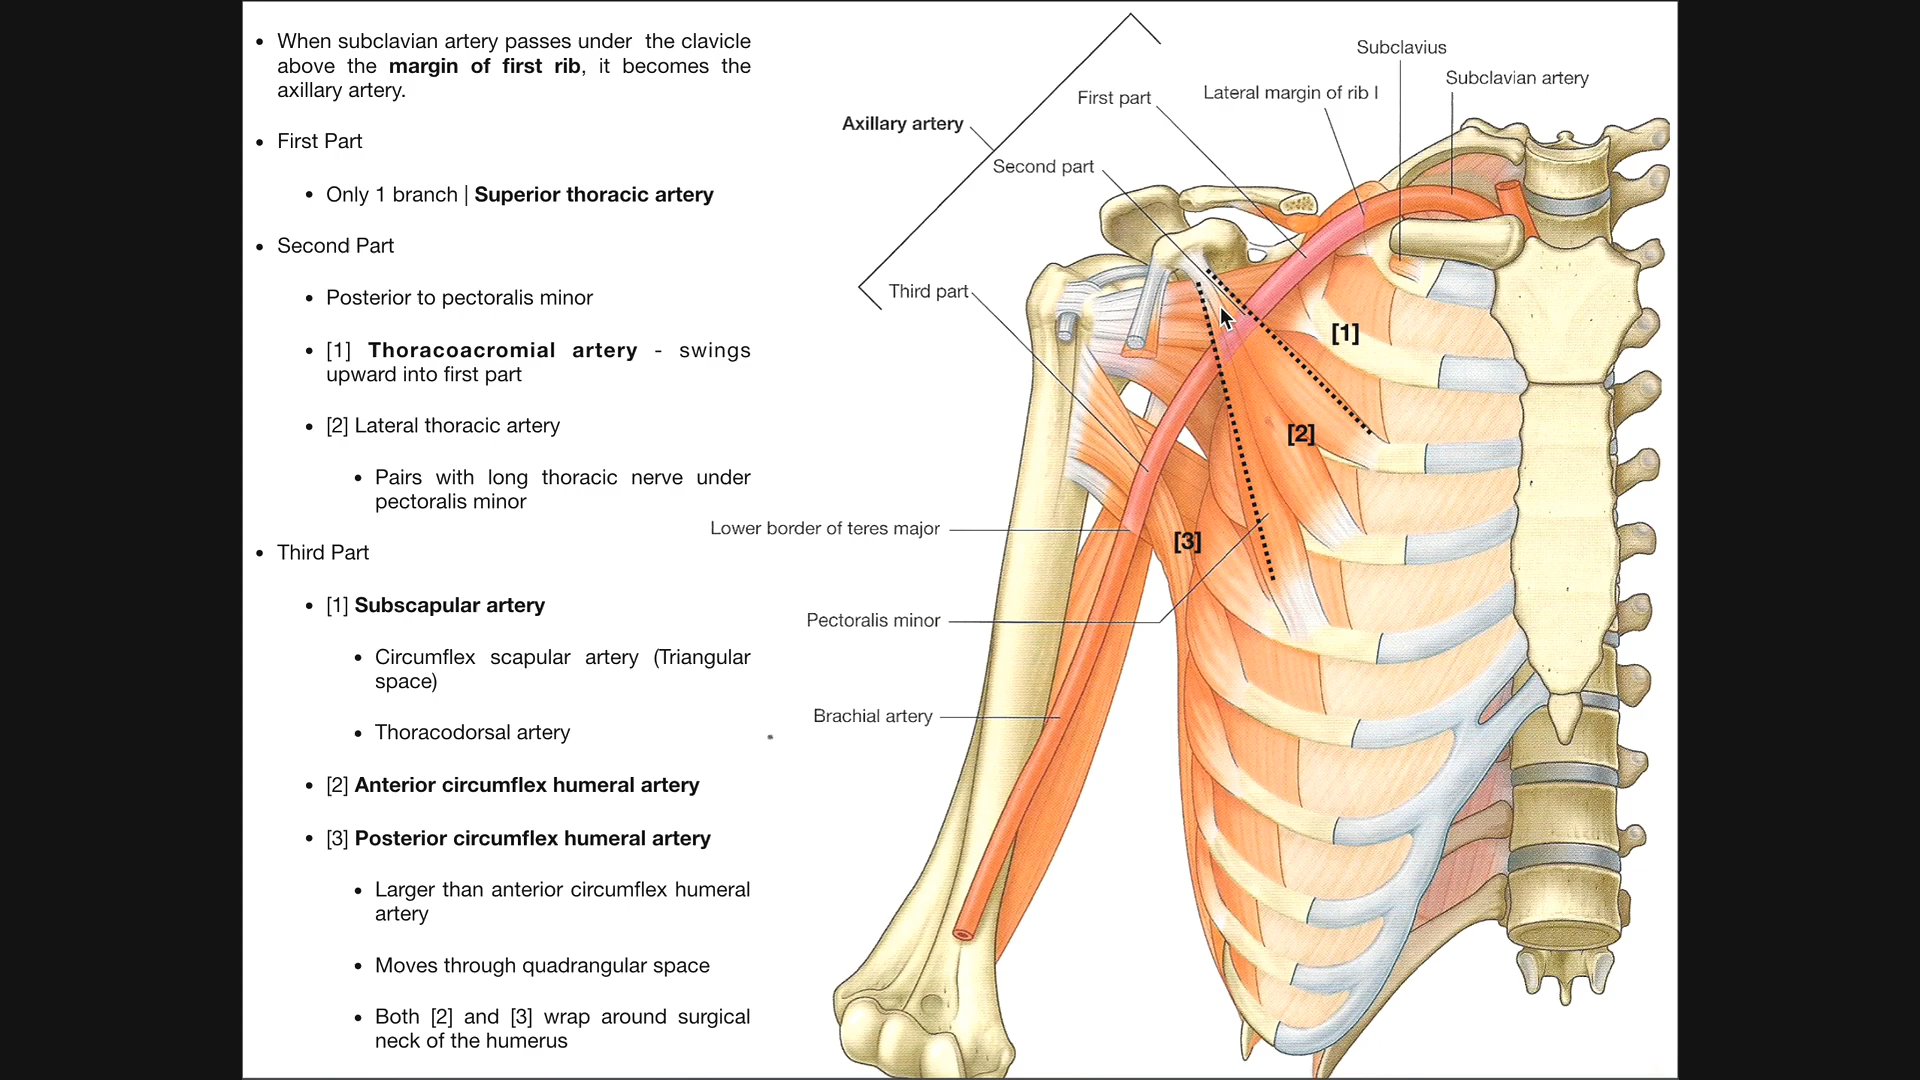 • When subclavian artery passes under the clavicle
above the margin of first rib, it becomes the
axillary artery.
• First Part
• Only 1 branch | Superior thoracic artery
• Second Part
• Posterior to pectoralis minor
• [1] Thoracoacromial artery - swings
upward into first part
• [2] Lateral thoracic artery
• Pairs with long thoracic nerve under
pectoralis minor
• Third Part
• [1] Subscapular artery
• Circumflex scapular artery (Triangular
space)
• Thoracodorsal artery
• [2] Anterior circumflex humeral artery
• [3] Posterior circumflex humeral artery
• Larger than anterior circumflex humeral
artery
• Moves through quadrangular space
• Both [2] and [3] wrap around surgical
neck of the humerus
Subclavius
Subclavian artery
Lateral margin of rib I
First part
Axillary artery
Second part
Third part
[1]
[2]
Lower border of teres major
[3]
Pectoralis minor
Brachial artery